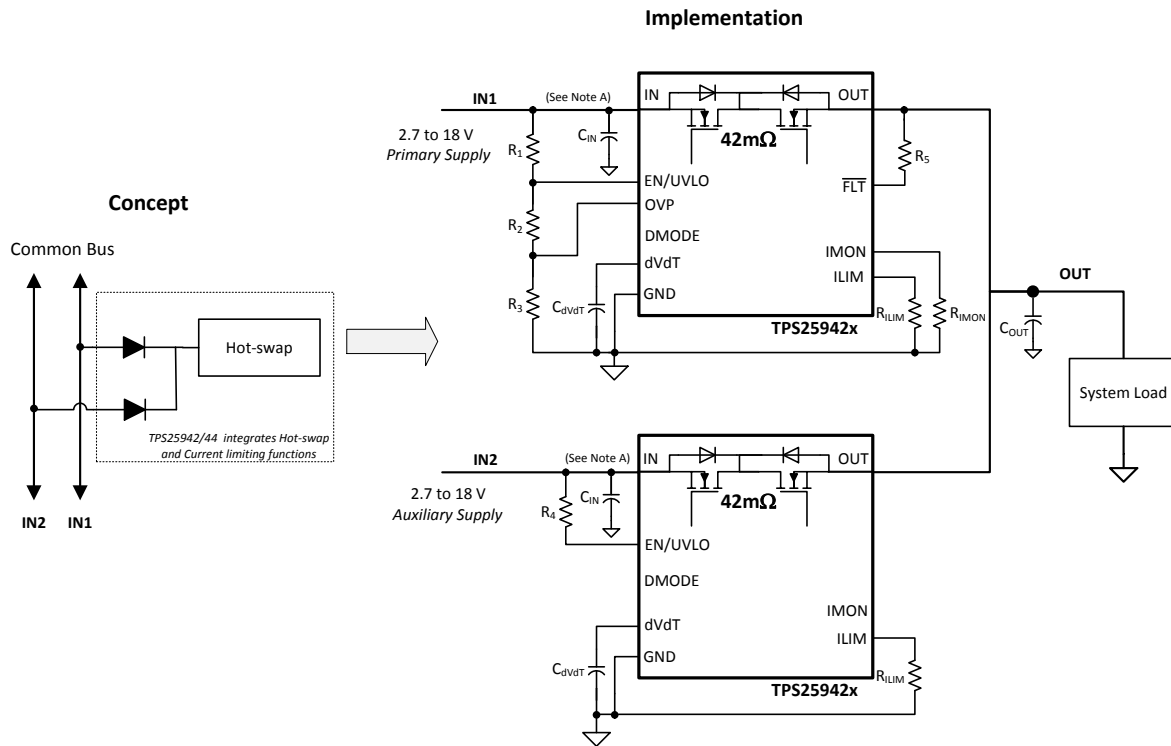 Implementation
Concept
Common Bus
Hot-swap
TPS25942/44 integrates Hot-swap
and Current limiting functions
IN2
IN1
IN1
(See Note A)
2.7 to 18 V
Primary Supply
R1
R2
R3
CIN
CdVdT
IN
OUT
42mΩ
EN/UVLO
OVP
DMODE
dVdT
GND
FLT
IMON
ILIM
TPS25942x
R5
RILIM
RIMON
OUT
COUT
System Load
IN2
(See Note A)
2.7 to 18 V
Auxiliary Supply
R4
CIN
CdVdT
IN
OUT
42mΩ
EN/UVLO
DMODE
dVdT
GND
IMON
ILIM
TPS25942x
RILIM